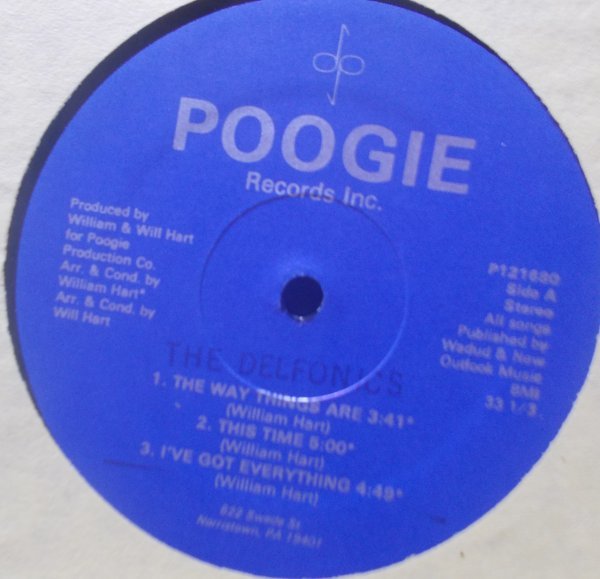 dp
POOGIE
Records Inc.
Produced by
William & Will Hart
for Poogie
Production Co.
Arr. & Cond. by
William Hart*
Arr. & Cond. by
Will Hart
P121680
Side A
Stereo
All songs
Published by
Wadud & New
Outlook Music
BMI
33 1/3
THE DELFONICS
1. THE WAY THINGS ARE 3:41*
(William Hart)
2. THIS TIME 5:00*
(William Hart)
3. I'VE GOT EVERYTHING 4:49*
(William Hart)
622 Swede St
Norristown, PA 19401